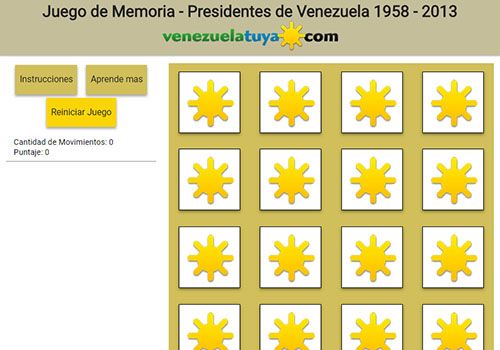 Juego de Memoria - Presidentes de Venezuela 1958 - 2013
venezuelatuya.com
Instrucciones
Aprende mas
Reiniciar Juego
Cantidad de Movimientos: 0
Puntaje: 0